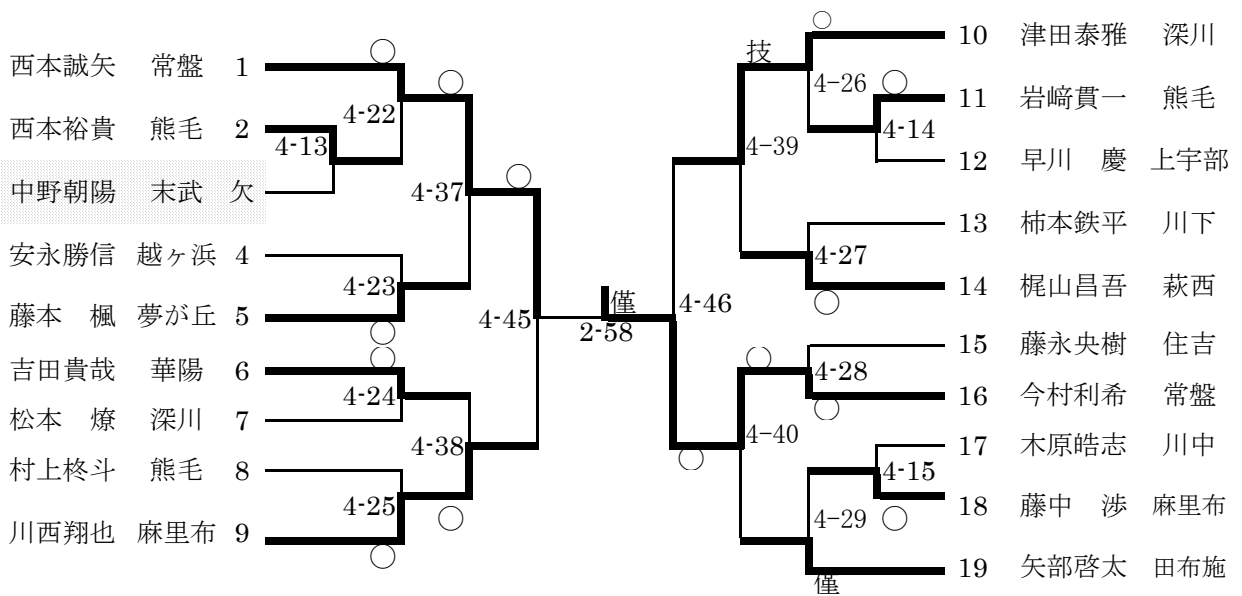 西本誠矢 常盤 1
西本裕貴 熊毛 2
中野朝陽 末武 欠
安永勝信 越ヶ浜 4
藤本 楓 夢が丘 5
吉田貴哉 華陽 6
松本 燎 深川 7
村上柊斗 熊毛 8
川西翔也 麻里布 9
4-13
4-22
4-23
4-24
4-25
4-37
4-38
4-45
僅
2-58
4-46
技
4-39
4-40
僅
4-26
4-14
4-27
4-28
4-15
4-29
10 津田泰雅 深川
11 岩﨑貫一 熊毛
12 早川 慶 上宇部
13 柿本鉄平 川下
14 梶山昌吾 萩西
15 藤永央樹 住吉
16 今村利希 常盤
17 木原皓志 川中
18 藤中 渉 麻里布
19 矢部啓太 田布施